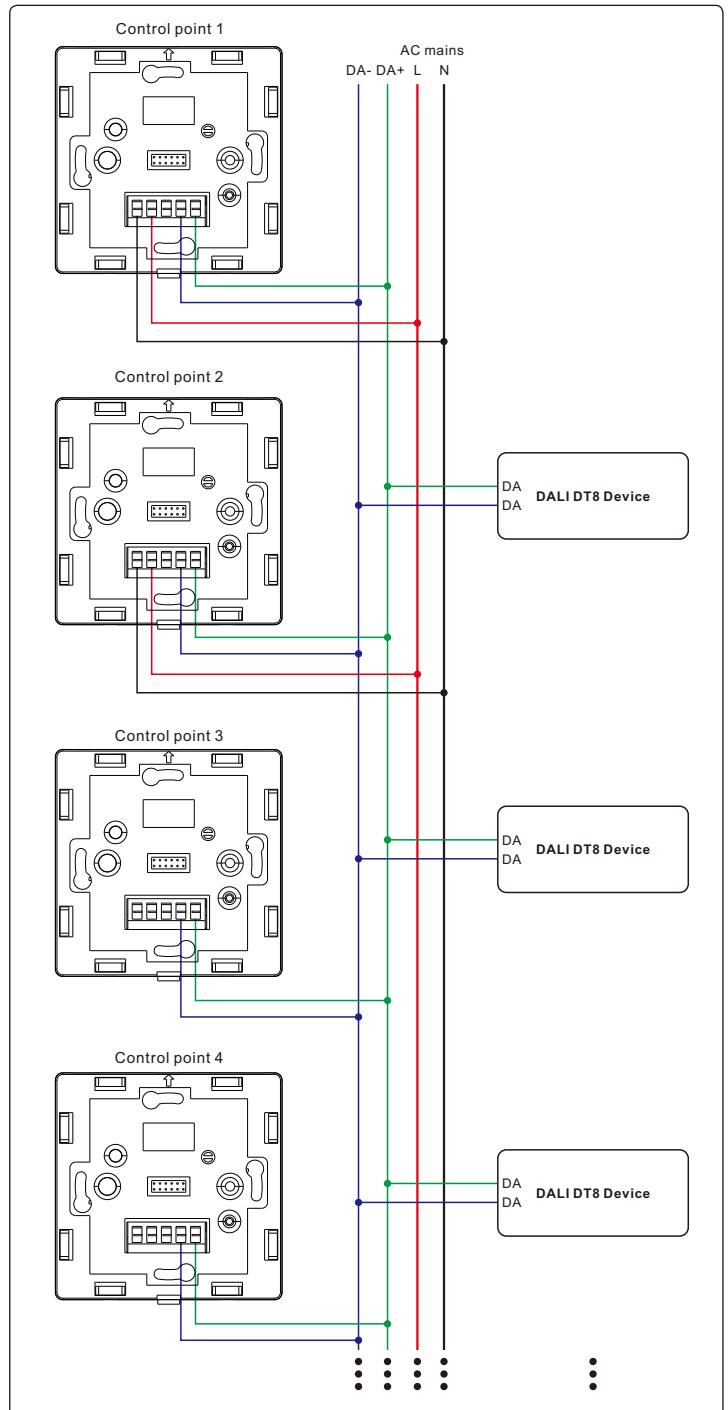 Control point 1
AC mains
DA- DA+ L N
Control point 2
DA
DA
DALI DT8 Device
Control point 3
DA
DA
DALI DT8 Device
Control point 4
DA
DA
DALI DT8 Device